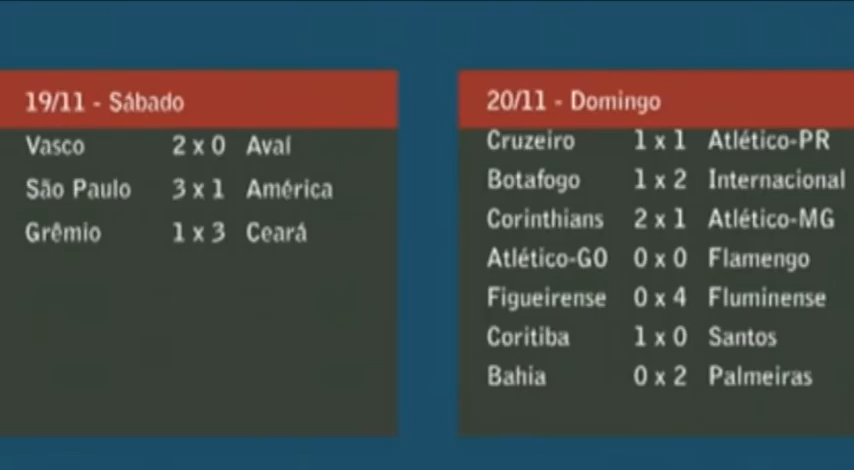 19/11 - Sábado
Vasco 2 x 0 Avaí
São Paulo 3 x 1 América
Grêmio 1 x 3 Ceará
20/11 - Domingo
Cruzeiro 1 x 1 Atlético-PR
Botafogo 1 x 2 Internacional
Corinthians 2 x 1 Atlético-MG
Atlético-GO 0 x 0 Flamengo
Figueirense 0 x 4 Fluminense
Coritiba 1 x 0 Santos
Bahia 0 x 2 Palmeiras